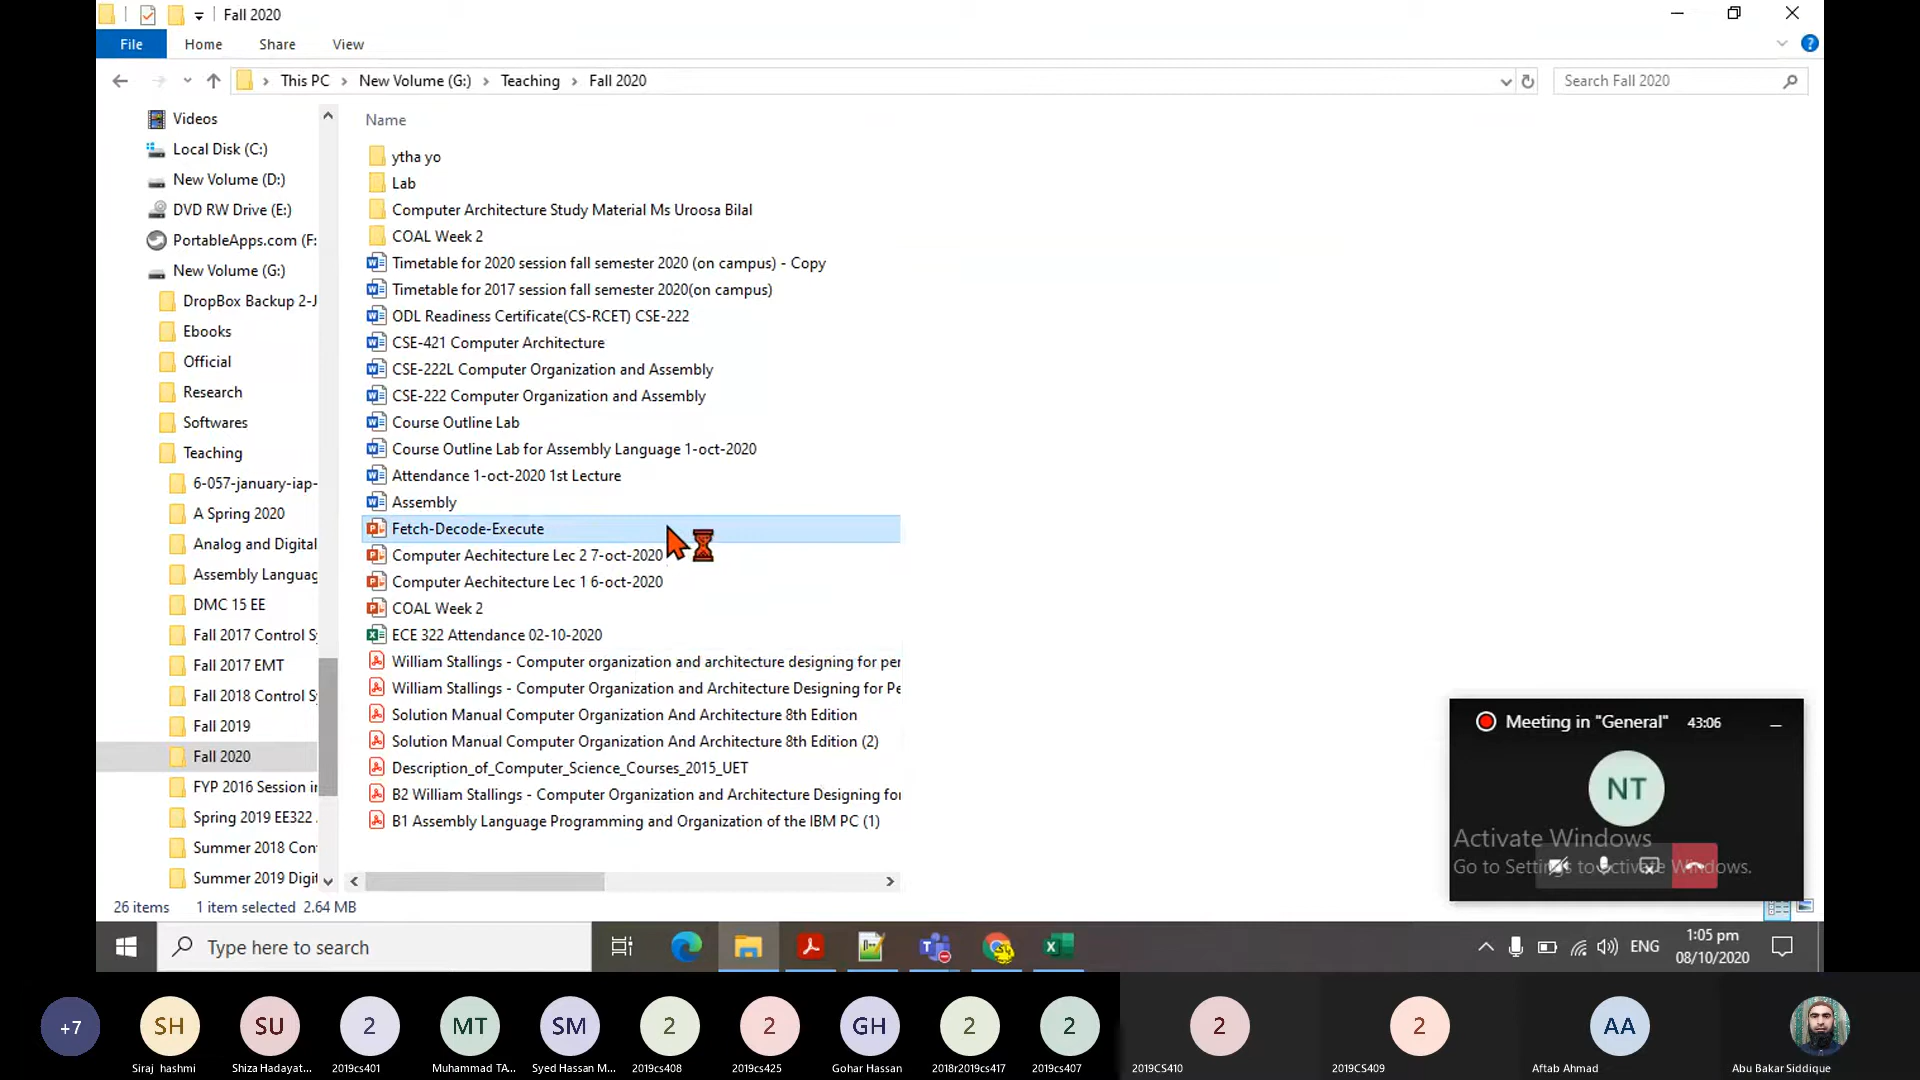 Fall 2020
File Home Share View
This PC New Volume (G:) Teaching Fall 2020
Search Fall 2020
Videos
Local Disk (C:)
New Volume (D:)
DVD RW Drive (E:)
PortableApps.com (F:
New Volume (G:)
DropBox Backup 2-J
Ebooks
Official
Research
Softwares
Teaching
6-057-january-iap-
A Spring 2020
Analog and Digital
Assembly Languag
DMC 15 EE
Fall 2017 Control Sy
Fall 2017 EMT
Fall 2018 Control Sy
Fall 2019
Fall 2020
FYP 2016 Session in
Spring 2019 EE322
Summer 2018 Con
Summer 2019 Digit
Name
ytha yo
Lab
Computer Architecture Study Material Ms Uroosa Bilal
COAL Week 2
Timetable for 2020 session fall semester 2020 (on campus) - Copy
Timetable for 2017 session fall semester 2020(on campus)
ODL Readiness Certificate(CS-RCET) CSE-222
CSE-421 Computer Architecture
CSE-222L Computer Organization and Assembly
CSE-222 Computer Organization and Assembly
Course Outline Lab
Course Outline Lab for Assembly Language 1-oct-2020
Attendance 1-oct-2020 1st Lecture
Assembly
Fetch-Decode-Execute
Computer Aechitecture Lec 2 7-oct-2020
Computer Aechitecture Lec 1 6-oct-2020
COAL Week 2
ECE 322 Attendance 02-10-2020
William Stallings - Computer organization and architecture designing for per
William Stallings - Computer Organization and Architecture Designing for Pe
Solution Manual Computer Organization And Architecture 8th Edition
Solution Manual Computer Organization And Architecture 8th Edition (2)
Description_of_Computer_Science_Courses_2015_UET
B2 William Stallings - Computer Organization and Architecture Designing for
B1 Assembly Language Programming and Organization of the IBM PC (1)
26 items 1 item selected 2.64 MB
Meeting in "General" 43:06
NT
Activate Windows
Go to Settings to activate Windows.
Type here to search
ENG
1:05 pm
08/10/2020
+7 SH SU 2 MT SM 2 2 GH 2 2 2 2 AA
Siraj hashmi Shiza Hadayat... 2019cs401 Muhammad TA... Syed Hassan M... 2019cs408 2019cs425 Gohar Hassan 2018r2019cs417 2019cs407 2019CS410 2019CS409 Aftab Ahmad Abu Bakar Siddique